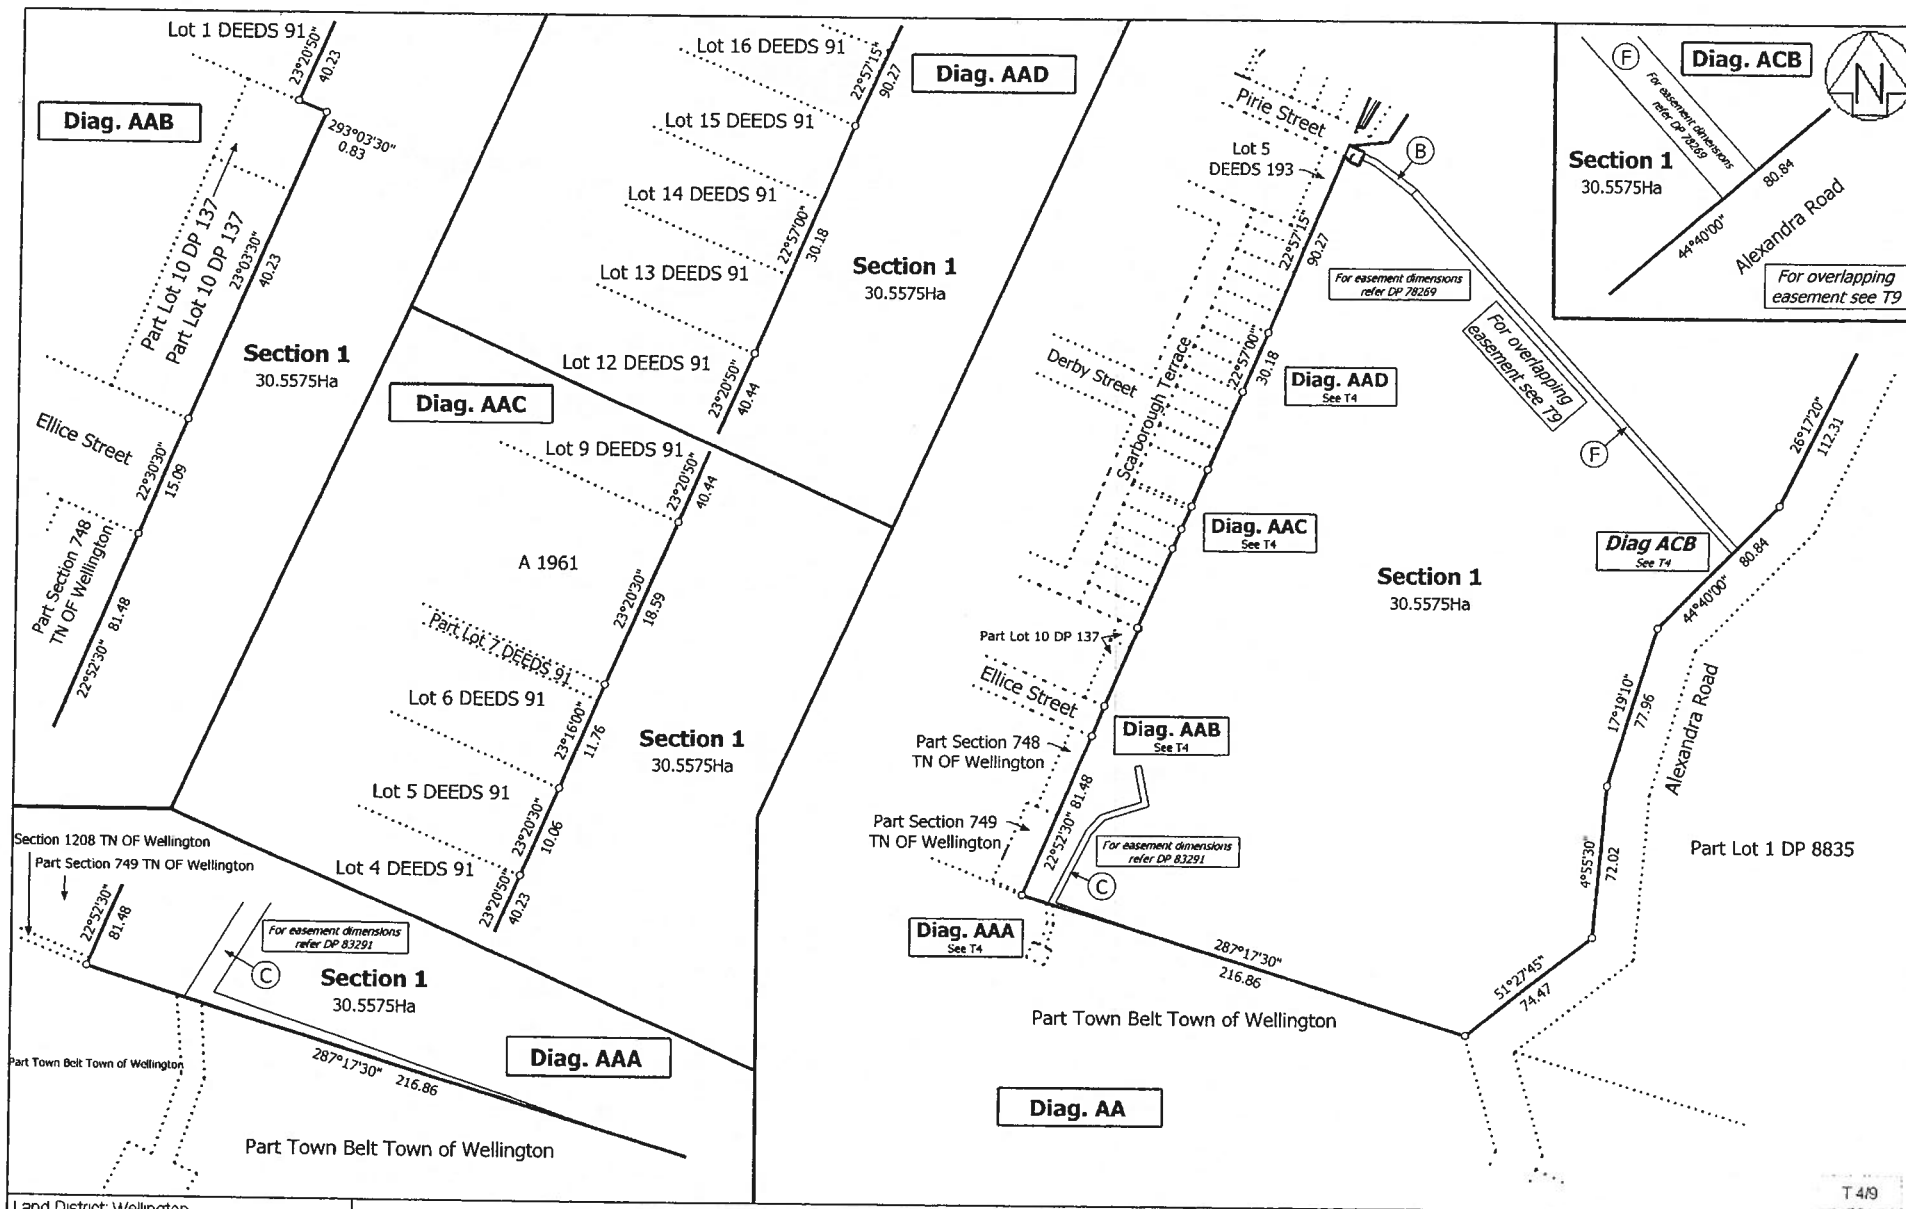 Lot 1 DEEDS 91
23°20'50"
40.23
Diag. AAB
293°03'30"
0.83
Part Lot 10 DP 137
Part Lot 10 DP 137
23°03'30"
40.23
Section 1
30.5575Ha
Ellice Street
22°30'30"
15.09
Part Section 748
TN OF Wellington
22°52'30"
81.48
Lot 16 DEEDS 91
22°57'15"
90.27
Diag. AAD
Lot 15 DEEDS 91
Lot 14 DEEDS 91
22°57'00"
30.18
Lot 13 DEEDS 91
Section 1
30.5575Ha
Lot 12 DEEDS 91
23°20'50"
40.44
Diag. AAC
Lot 9 DEEDS 91
23°20'50"
40.44
A 1961
23°20'30"
18.59
Part Lot 7 DEEDS 91
Lot 6 DEEDS 91
23°16'00"
11.76
Section 1
30.5575Ha
Lot 5 DEEDS 91
23°20'30"
10.06
Lot 4 DEEDS 91
23°20'50"
40.23
Section 1208 TN OF Wellington
Part Section 749 TN OF Wellington
22°52'30"
81.48
For easement dimensions
refer DP 83291
C
Section 1
30.5575Ha
Diag. AAA
287°17'30"
216.86
Part Town Belt Town of Wellington
Part Town Belt Town of Wellington
Pirie Street
Lot 5
DEEDS 193
B
22°57'15"
90.27
For easement dimensions
refer DP 78269
For overlapping
easement see T9
F
Derby Street
Scarborough Terrace
22°57'00"
30.18
Diag. AAD
See T4
Diag. AAC
See T4
Section 1
30.5575Ha
Part Lot 10 DP 137
Ellice Street
Diag. AAB
See T4
Part Section 748
TN OF Wellington
22°52'30"
81.48
Part Section 749
TN OF Wellington
For easement dimensions
refer DP 83291
C
Diag. AAA
See T4
287°17'30"
216.86
Part Town Belt Town of Wellington
Diag. AA
26°17'20"
112.31
Diag ACB
See T4
44°40'00"
80.84
17°19'10"
77.96
Alexandra Road
4°55'30"
72.02
Part Lot 1 DP 8835
51°27'45"
74.47
F
Diag. ACB
N
For easement dimensions
refer DP 78269
Section 1
30.5575Ha
80.84
44°40'00"
Alexandra Road
For overlapping
easement see T9
T 4/9
Land District: Wellington